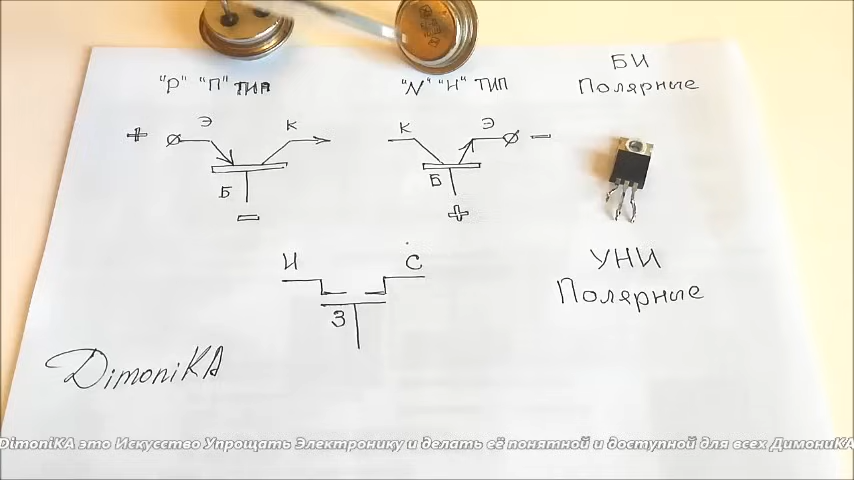 "Р" "П" ТИП
"N" "Н" ТИП
БИ
Полярные
+ Э К
Б
−
К Э −
Б
+
И С
З
УНИ
Полярные
DimoniKA
DimoniKA это Искусство Упрощать Электронику и делать её понятной и доступной для всех ДимониКА